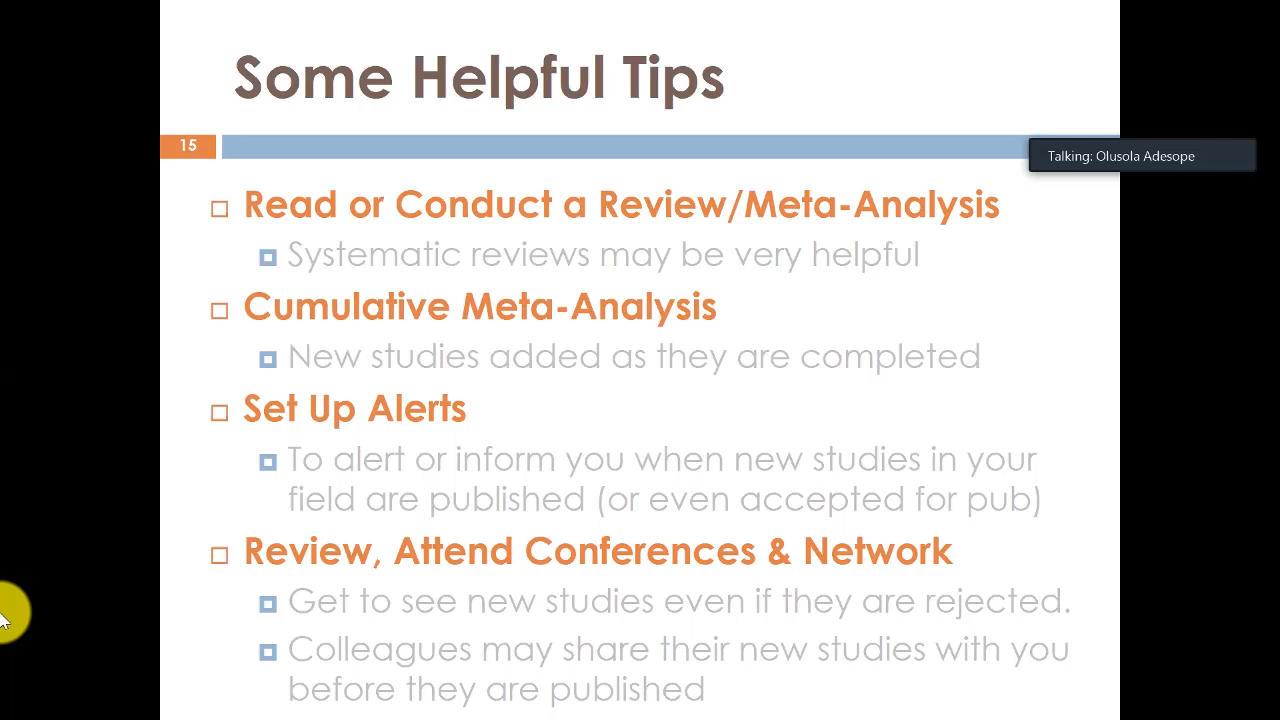 Some Helpful Tips
15
Talking: Olusola Adesope
Read or Conduct a Review/Meta-Analysis
Systematic reviews may be very helpful
Cumulative Meta-Analysis
New studies added as they are completed
Set Up Alerts
To alert or inform you when new studies in your
field are published (or even accepted for pub)
Review, Attend Conferences & Network
Get to see new studies even if they are rejected.
Colleagues may share their new studies with you
before they are published